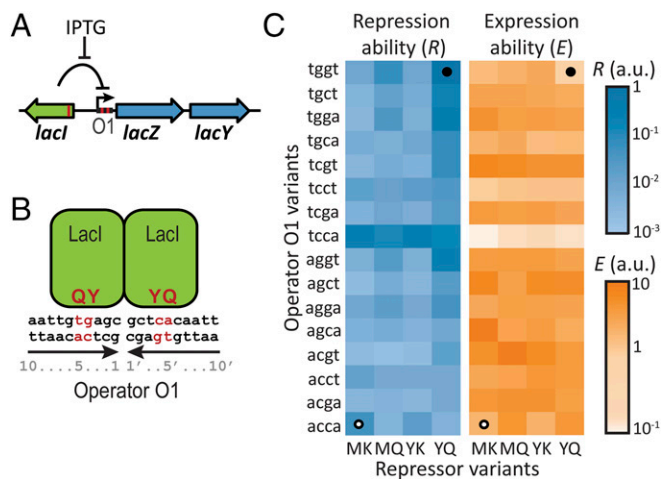 A
IPTG
lacI
O1
lacZ
lacY
B
LacI
LacI
QY
YQ
aattgtgagc gctcacaatt
ttaacactcg cgagtgttaa
10....5...1 1'...5'....10'
Operator O1
C
Repression ability (R)
Expression ability (E)
Operator O1 variants
tggt
tgct
tgga
tgca
tcgt
tcct
tcga
tcca
aggt
agct
agga
agca
acgt
acct
acga
acca
MK MQ YK YQ
MK MQ YK YQ
Repressor variants
R (a.u.)
1
10-1
10-2
10-3
E (a.u.)
10
1
10-1